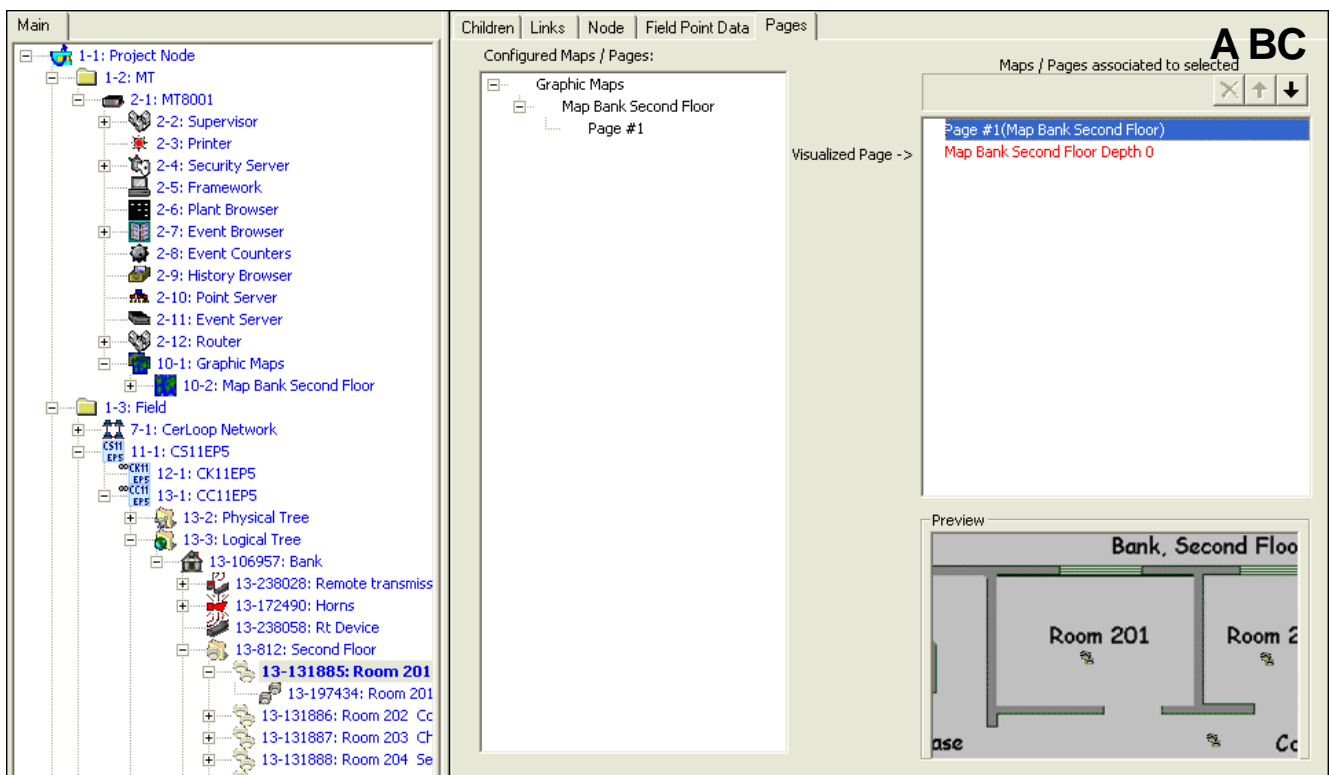 Main
1-1: Project Node
1-2: MT
2-1: MT8001
2-2: Supervisor
2-3: Printer
2-4: Security Server
2-5: Framework
2-6: Plant Browser
2-7: Event Browser
2-8: Event Counters
2-9: History Browser
2-10: Point Server
2-11: Event Server
2-12: Router
10-1: Graphic Maps
10-2: Map Bank Second Floor
1-3: Field
7-1: CerLoop Network
CS11 EP5 11-1: CS11EP5
CK11 EP5 12-1: CK11EP5
CC11 EP5 13-1: CC11EP5
13-2: Physical Tree
13-3: Logical Tree
13-106957: Bank
13-238028: Remote transmiss
13-172490: Horns
13-238058: Rt Device
13-812: Second Floor
13-131885: Room 201
13-197434: Room 201
13-131886: Room 202 Co
13-131887: Room 203 Ch
13-131888: Room 204 Se
Children Links Node Field Point Data Pages
Configured Maps / Pages:
Graphic Maps
Map Bank Second Floor
Page #1
Visualized Page ->
A BC
Maps / Pages associated to selected
Page #1(Map Bank Second Floor)
Map Bank Second Floor Depth 0
Preview
Bank, Second Floo
Room 201 Room 2
ase Co